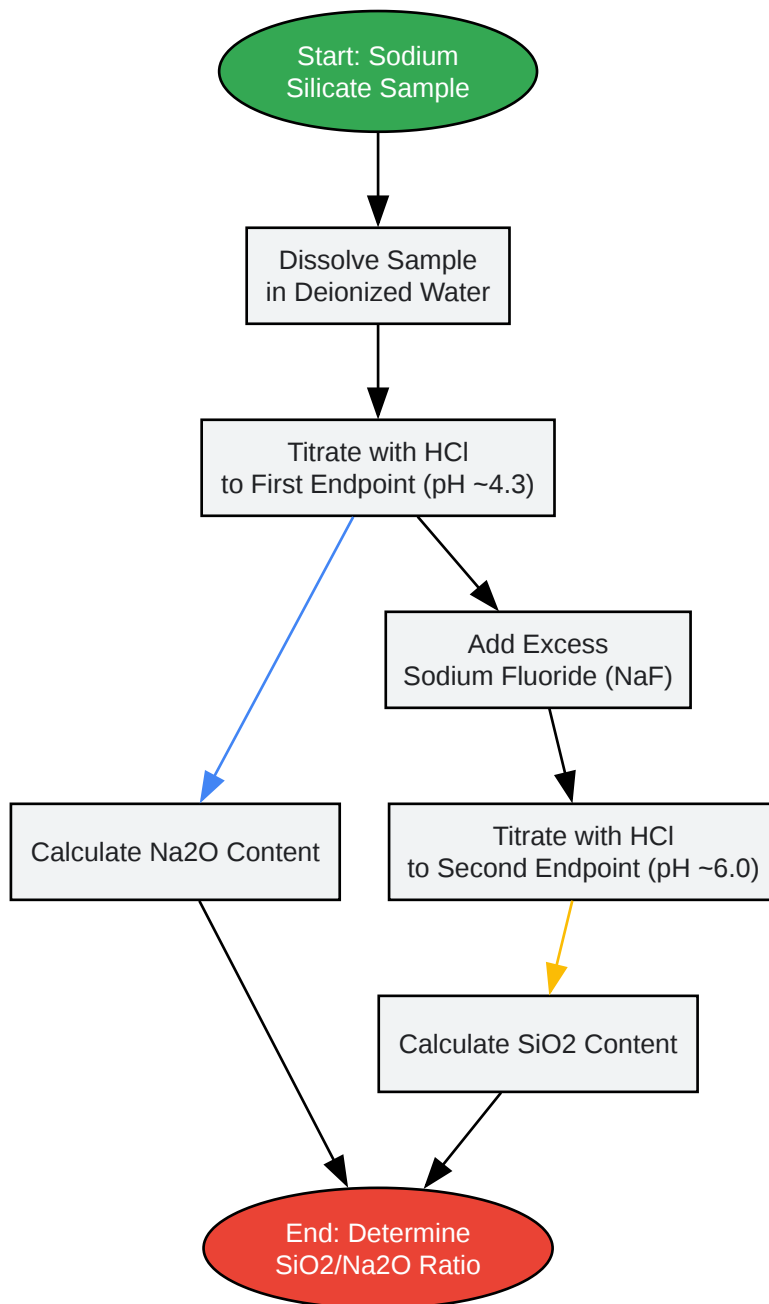 Start: Sodium
Silicate Sample
Dissolve Sample
in Deionized Water
Titrate with HCl
to First Endpoint (pH ~4.3)
Add Excess
Sodium Fluoride (NaF)
Calculate Na2O Content
Titrate with HCl
to Second Endpoint (pH ~6.0)
Calculate SiO2 Content
End: Determine
SiO2/Na2O Ratio